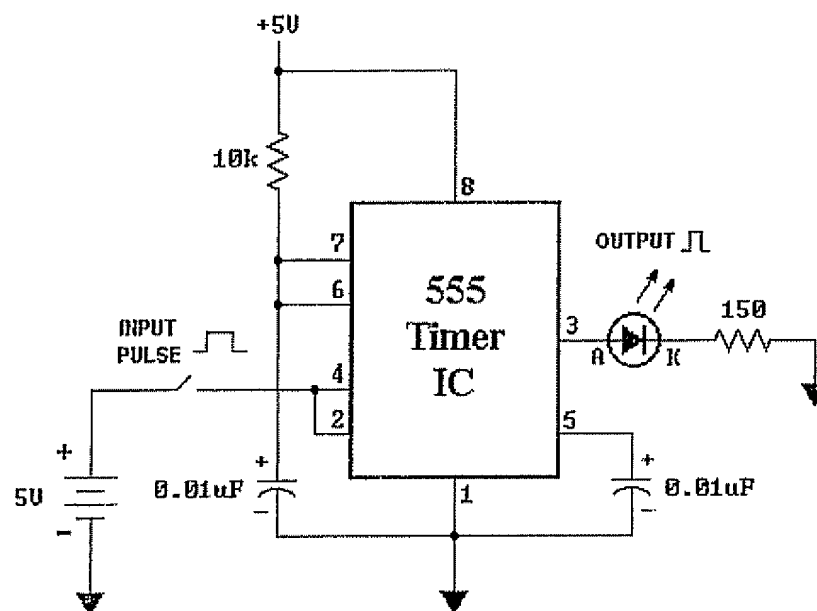 +5V
10k
8
7
6
555
Timer
IC
OUTPUT
150
3
A
K
INPUT
PULSE
4
2
5
+
5V
-
+
0.01uF
-
1
+
0.01uF
-